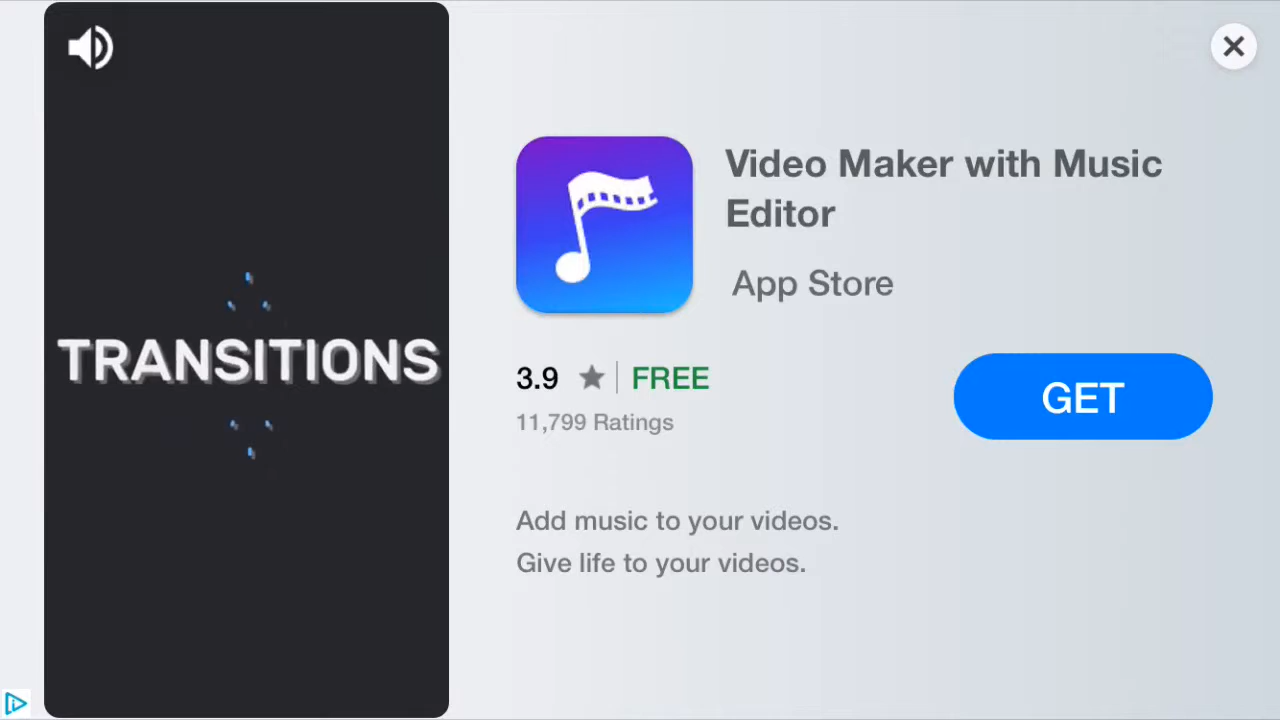 TRANSITIONS
Video Maker with Music
Editor
App Store
3.9 ★ | FREE
11,799 Ratings
GET
Add music to your videos.
Give life to your videos.